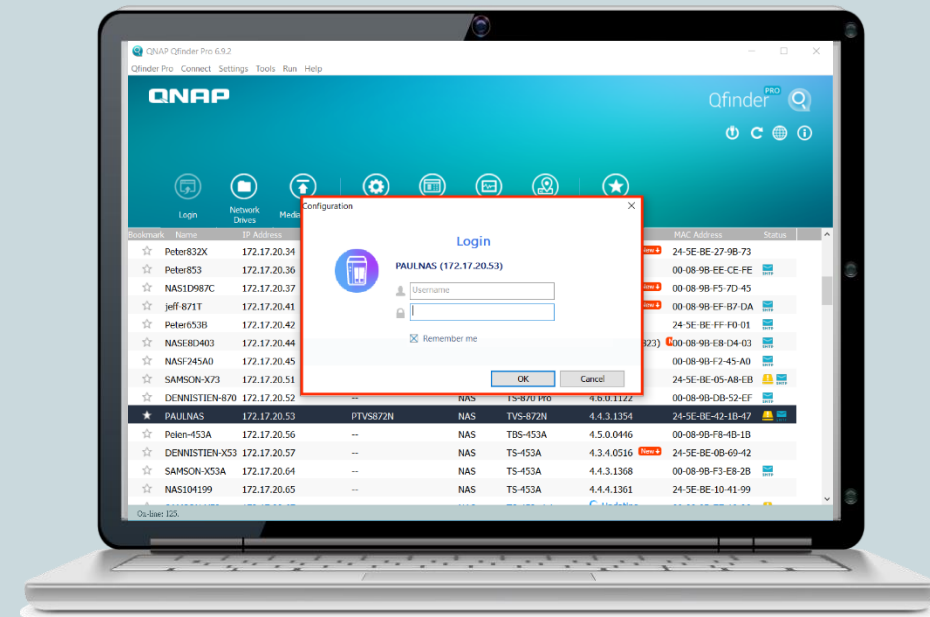 QNAP Qfinder Pro 6.9.2
Qfinder Pro Connect Settings Tools Run Help
QNAP
Qfinder PRO
Login Network Drives Media
Bookmark Name IP Address MAC Address Status
Configuration
Login
PAULNAS (172.17.20.53)
Username
Remember me
OK Cancel
Peter832X 172.17.20.34 New 24-5E-BE-27-9B-73
Peter853 172.17.20.36 00-08-9B-EE-CE-FE
NAS1D987C 172.17.20.37 New 00-08-9B-F5-7D-45
jeff-871T 172.17.20.41 New 00-08-9B-EF-B7-DA
Peter653B 172.17.20.42 24-5E-BE-FF-F0-01
NASE8D403 172.17.20.44 323) 00-08-9B-E8-D4-03
NASF245A0 172.17.20.45 00-08-9B-F2-45-A0
SAMSON-X73 172.17.20.51 24-5E-BE-05-A8-EB
DENNISTIEN-870 172.17.20.52 -- NAS TS-870 Pro 4.6.0.1122 00-08-9B-DB-52-EF
PAULNAS 172.17.20.53 PTVS872N NAS TVS-872N 4.4.3.1354 24-5E-BE-42-1B-47
Peien-453A 172.17.20.56 -- NAS TBS-453A 4.5.0.0446 00-08-9B-F8-4B-1B
DENNISTIEN-X53 172.17.20.57 -- NAS TS-453A 4.3.4.0516 New 24-5E-BE-0B-69-42
SAMSON-X53A 172.17.20.64 -- NAS TS-453A 4.4.3.1368 00-08-9B-F3-E8-2B
NAS104199 172.17.20.65 -- NAS TS-453A 4.4.4.1361 24-5E-BE-10-41-99
Updating
On-line: 125.